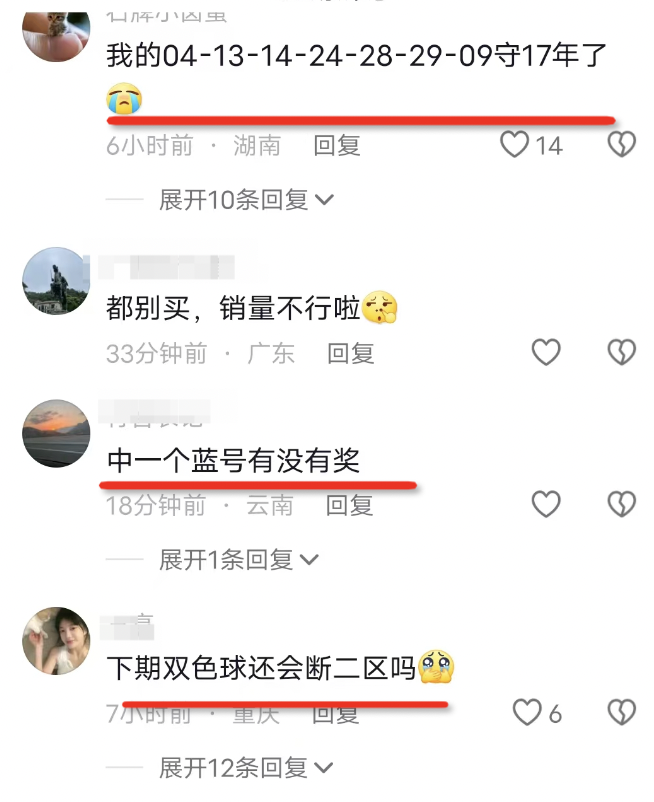 我的04-13-14-24-28-29-09守17年了
😭
6小时前 · 湖南 回复 14
展开10条回复
都别买，销量不行啦🫢
33分钟前 · 广东 回复
中一个蓝号有没有奖
18分钟前 · 云南 回复
展开1条回复
下期双色球还会断二区吗🥹
7小时前 · 重庆 回复 6
展开12条回复